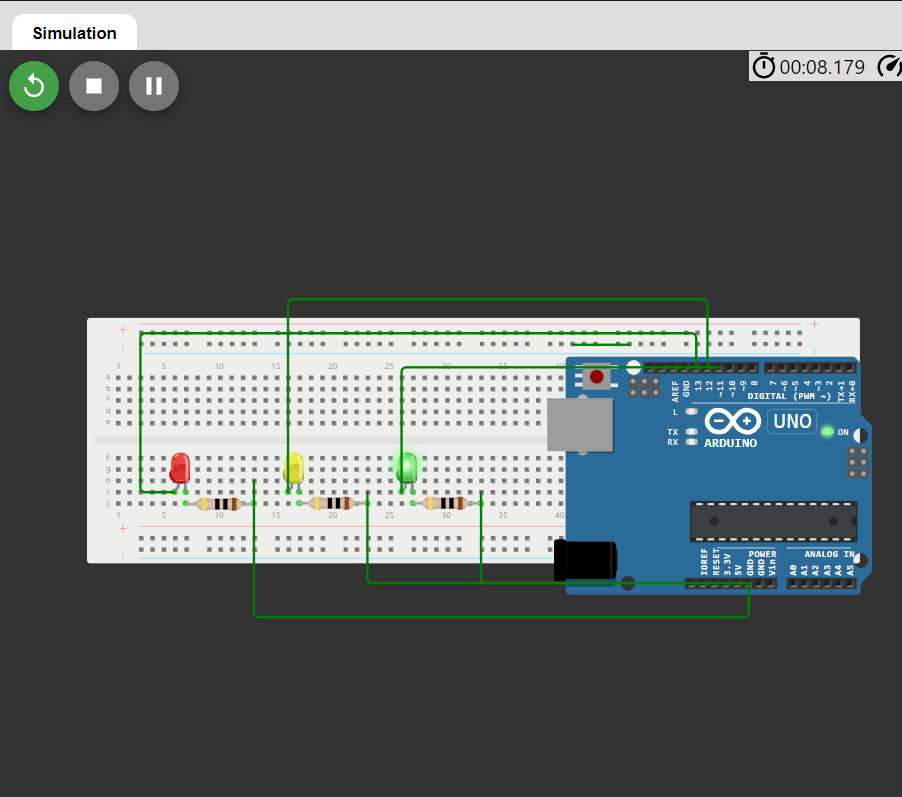 Simulation
00:08.179
1 5 10 15 20 25 30 40
a
b
c
d
e
f
g
h
i
j
1 5 10 15 20 25 30 35 40
AREF
GND
13
12
~11
~10
~9
8
7
~6
~5
~4
~3
2
TX→1
RX←0
DIGITAL (PWM ~)
L
TX
RX
ARDUINO
UNO
ON
IOREF
RESET
3.3V
5V
GND
GND
Vin
POWER
ANALOG IN
A0
A1
A2
A3
A4
A5